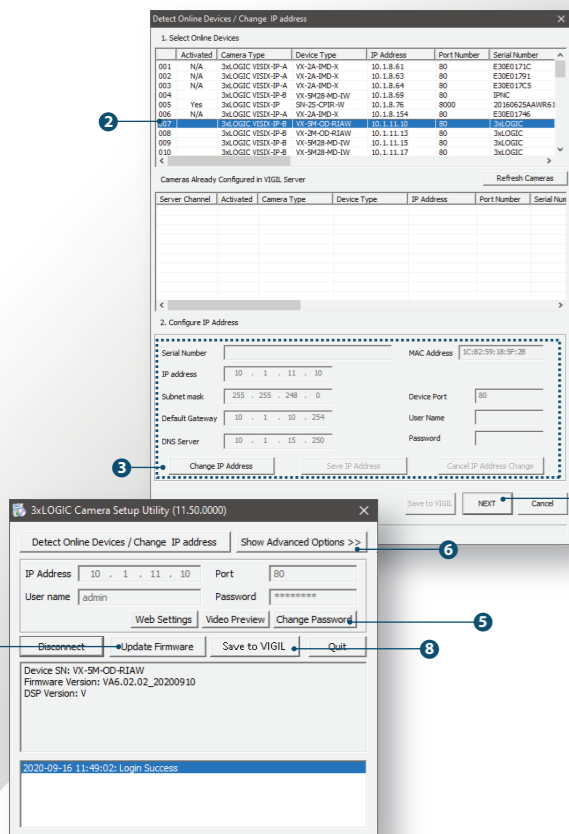 Detect Online Devices / Change IP address
1. Select Online Devices
Activated Camera Type Device Type IP Address Port Number Serial Number
001 N/A 3xLOGIC VISIX-IP-A VX-2A-IMD-X 10.1.8.61 80 E30E0171C
002 N/A 3xLOGIC VISIX-IP-A VX-2A-IMD-X 10.1.8.63 80 E30E01791
003 N/A 3xLOGIC VISIX-IP-A VX-2A-IMD-X 10.1.8.64 80 E30E017C5
004 3xLOGIC VISIX-IP-B VX-5M28-MD-IW 10.1.8.69 80 IPNC
005 Yes 3xLOGIC VISIX-IP SN-2S-CPIR-W 10.1.8.76 8000 20160625AAWR61
006 N/A 3xLOGIC VISIX-IP-A VX-2A-IMD-X 10.1.8.154 80 E30E01746
2
007 3xLOGIC VISIX-IP-B VX-5M-OD-RIAW 10.1.11.10 80 3xLOGIC
008 3xLOGIC VISIX-IP-B VX-2M-OD-RIAW 10.1.11.13 80 3xLOGIC
009 3xLOGIC VISIX-IP-B VX-5M28-MD-IW 10.1.11.15 80 3xLOGIC
010 3xLOGIC VISIX-IP-B VX-5M28-MD-IW 10.1.11.17 80 3xLOGIC
Cameras Already Configured in VIGIL Server Refresh Cameras
Server Channel Activated Camera Type Device Type IP Address Port Number Serial Num
2. Configure IP Address
Serial Number MAC Address 1C:82:59:18:5F:2B
IP address 10 . 1 . 11 . 10
Subnet mask 255 . 255 . 248 . 0 Device Port 80
Default Gateway 10 . 1 . 10 . 254 User Name
DNS Server 10 . 1 . 15 . 250 Password
3 Change IP Address Save IP Address Cancel IP Address Change
Save to VIGIL NEXT Cancel
3xLOGIC Camera Setup Utility (11.50.0000)
Detect Online Devices / Change IP address Show Advanced Options >>
6
IP Address 10 . 1 . 11 . 10 Port 80
User name admin Password ********
Web Settings Video Preview Change Password
5
Disconnect Update Firmware Save to VIGIL Quit
8
Device SN: VX-5M-OD-RIAW
Firmware Version: VA6.02.02_20200910
DSP Version: V
2020-09-16 11:49:02: Login Success